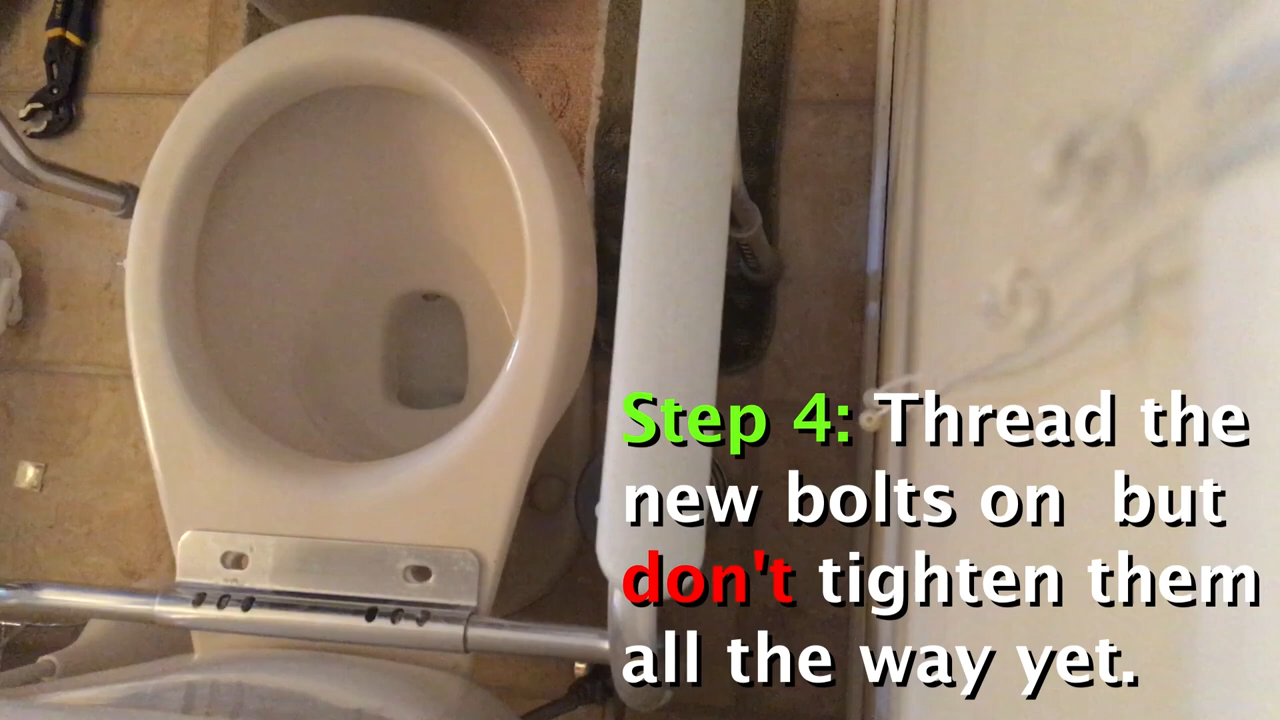 Step 4: Thread the
new bolts on  but
don't tighten them
all the way yet.